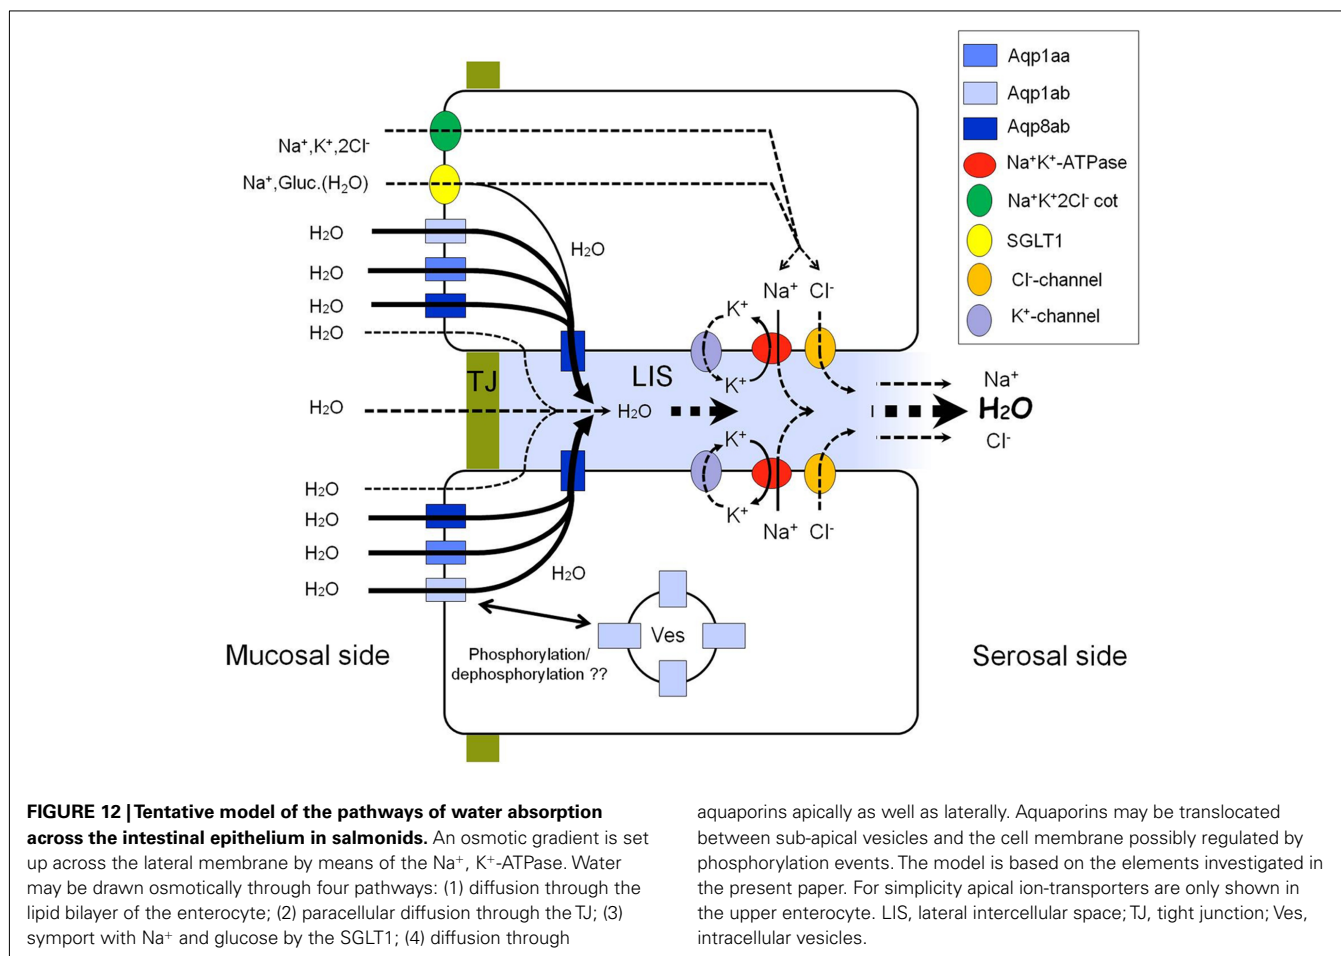 Aqp1aa
Aqp1ab
Aqp8ab
Na⁺K⁺-ATPase
Na⁺K⁺2Cl⁻ cot
SGLT1
Cl⁻-channel
K⁺-channel
Na⁺,K⁺,2Cl⁻
Na⁺,Gluc.(H₂O)
H₂O
H₂O
H₂O
H₂O
H₂O
Na⁺ Cl⁻
K⁺
K⁺
TJ
LIS
H₂O
H₂O
Na⁺
H₂O
Cl⁻
K⁺
K⁺
Na⁺ Cl⁻
H₂O
H₂O
H₂O
H₂O
H₂O
Ves
Mucosal side
Phosphorylation/
dephosphorylation ??
Serosal side
FIGURE 12 | Tentative model of the pathways of water absorption
across the intestinal epithelium in salmonids. An osmotic gradient is set
up across the lateral membrane by means of the Na⁺, K⁺-ATPase. Water
may be drawn osmotically through four pathways: (1) diffusion through the
lipid bilayer of the enterocyte; (2) paracellular diffusion through the TJ; (3)
symport with Na⁺ and glucose by the SGLT1; (4) diffusion through
aquaporins apically as well as laterally. Aquaporins may be translocated
between sub-apical vesicles and the cell membrane possibly regulated by
phosphorylation events. The model is based on the elements investigated in
the present paper. For simplicity apical ion-transporters are only shown in
the upper enterocyte. LIS, lateral intercellular space; TJ, tight junction; Ves,
intracellular vesicles.